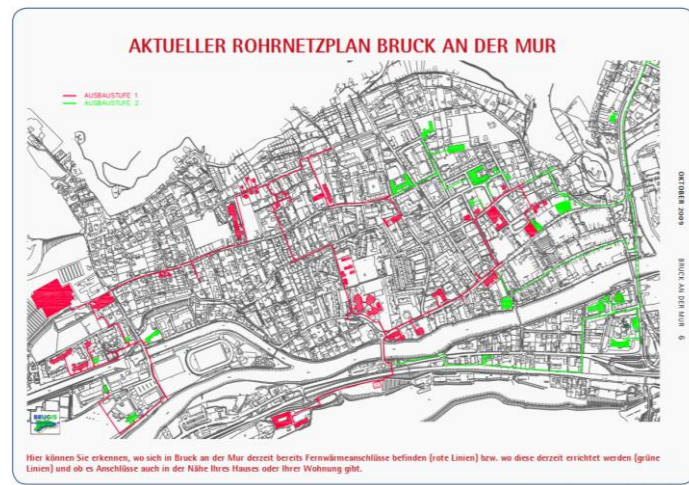 AKTUELLER ROHRNETZPLAN BRUCK AN DER MUR
AUSBAUSTUFE 1
AUSBAUSTUFE 2
OKTOBER 2009
BRUCK AN DER MUR 6
BRUGIS
Hier können Sie erkennen, wo sich in Bruck an der Mur derzeit bereits Fernwärmeanschlüsse befinden (rote Linien) bzw. wo diese derzeit errichtet werden (grüne
Linien) und ob es Anschlüsse auch in der Nähe Ihres Hauses oder Ihrer Wohnung gibt.